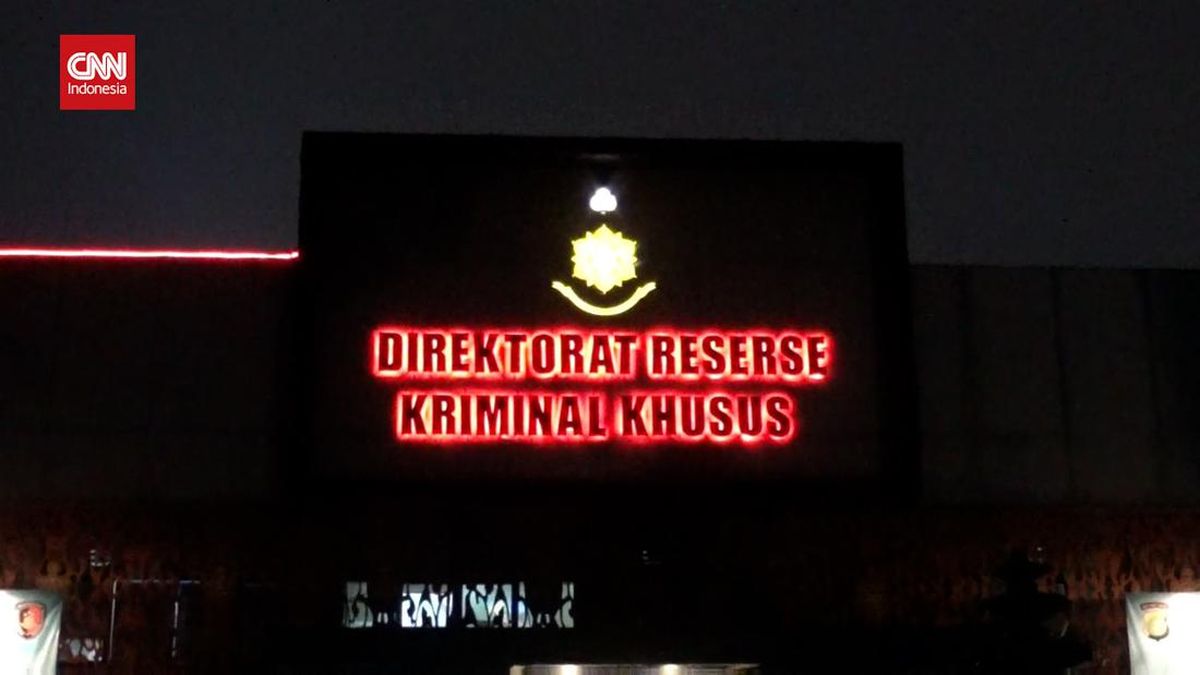 CNN
Indonesia
DIREKTORAT RESERSE
KRIMINAL KHUSUS